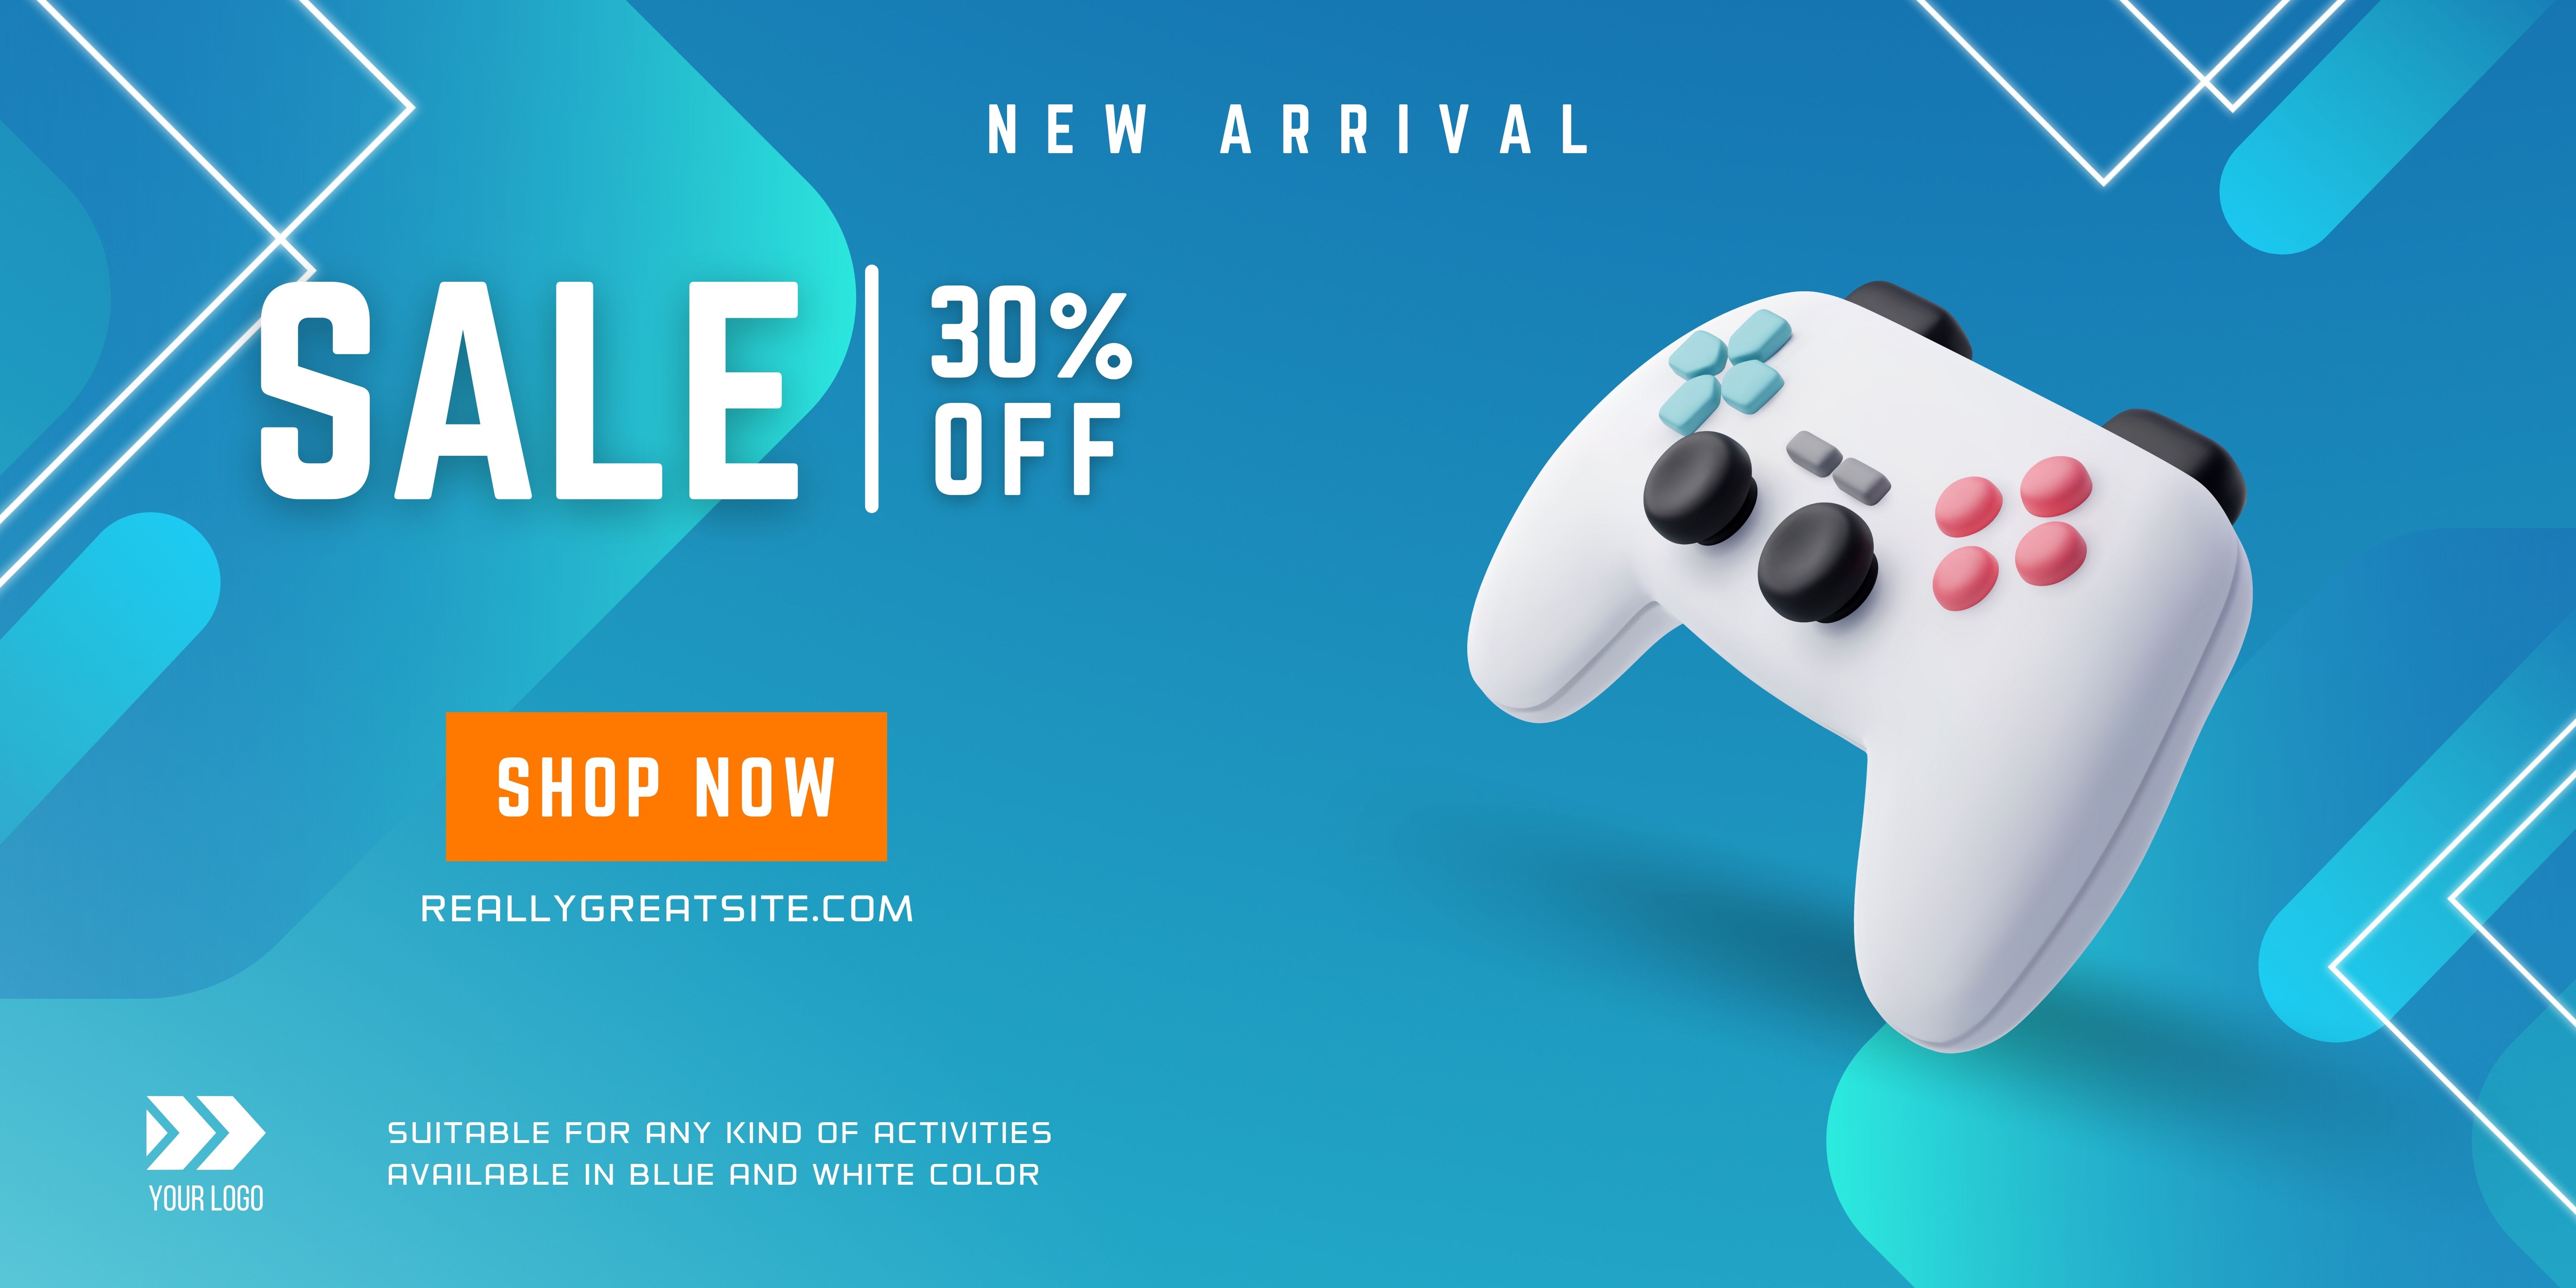 NEW ARRIVAL
SALE
30%
OFF
SHOP NOW
REALLYGREATSITE.COM
YOUR LOGO
SUITABLE FOR ANY KIND OF ACTIVITIES
AVAILABLE IN BLUE AND WHITE COLOR